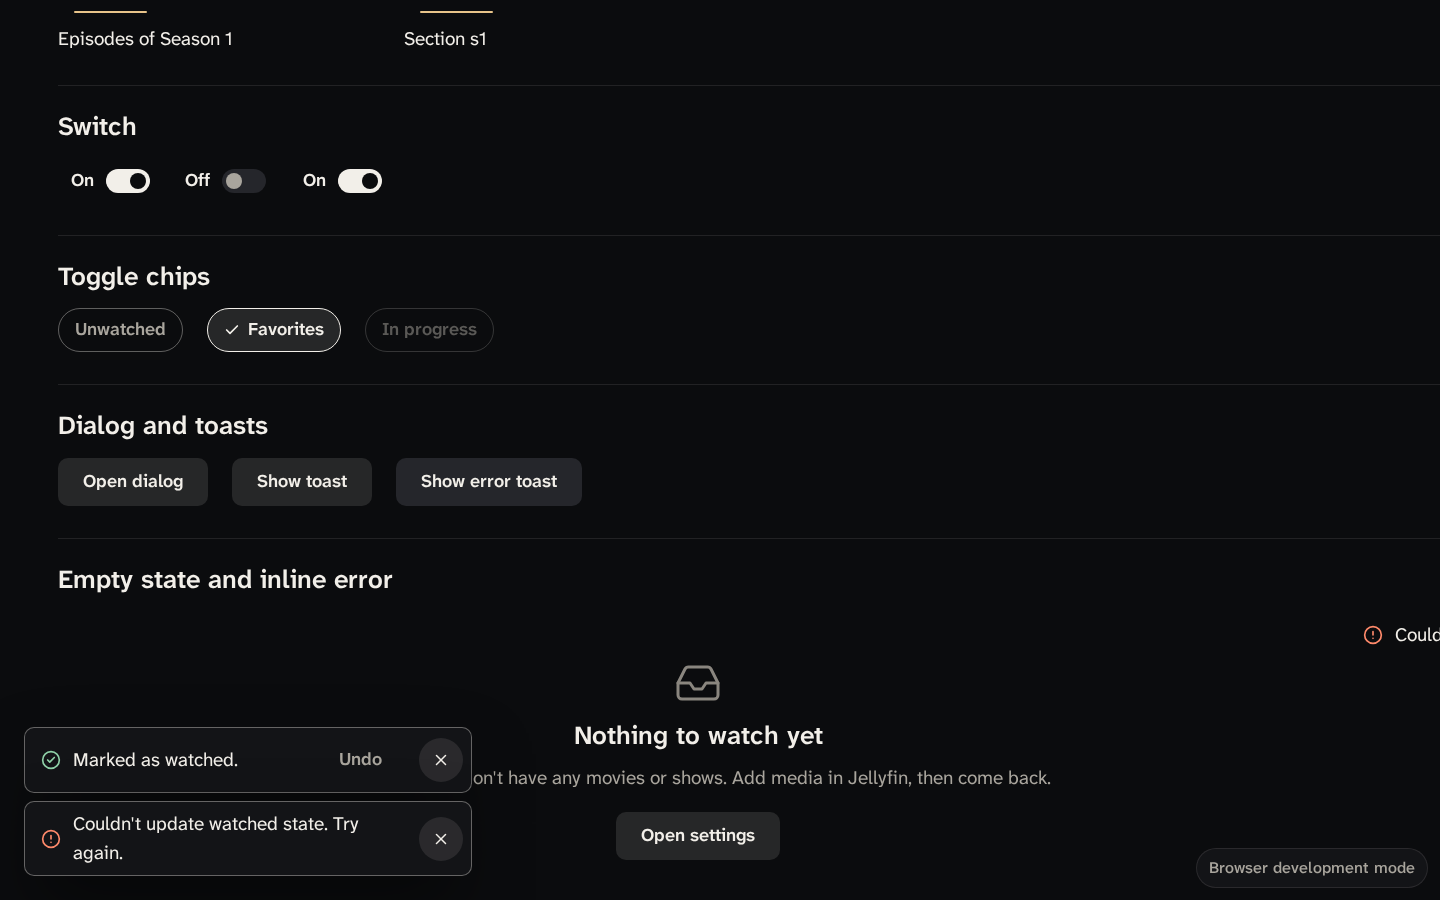 Episodes of Season 1
Section s1
Switch
On
Off
On
Toggle chips
Unwatched
Favorites
In progress
Dialog and toasts
Open dialog
Show toast
Show error toast
Empty state and inline error
Could
Nothing to watch yet
on't have any movies or shows. Add media in Jellyfin, then come back.
Open settings
Marked as watched.
Undo
Couldn't update watched state. Try
again.
Browser development mode